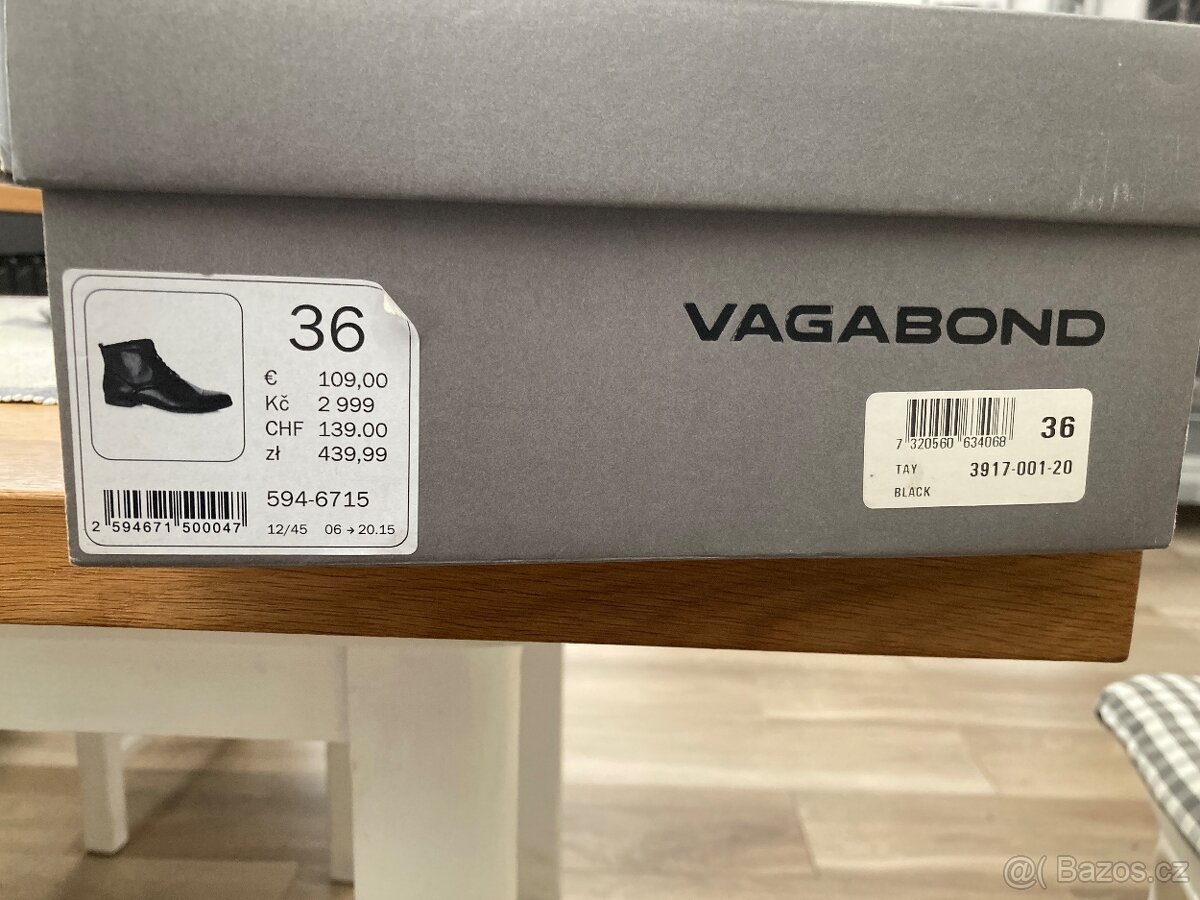 VAGABOND
36
€ 109,00
Kč 2 999
CHF 139.00
zł 439,99
594-6715
2 594671 500047
12/45 06 → 20.15
7 320560 634068
36
TAY 3917-001-20
BLACK
@( Bazos.cz